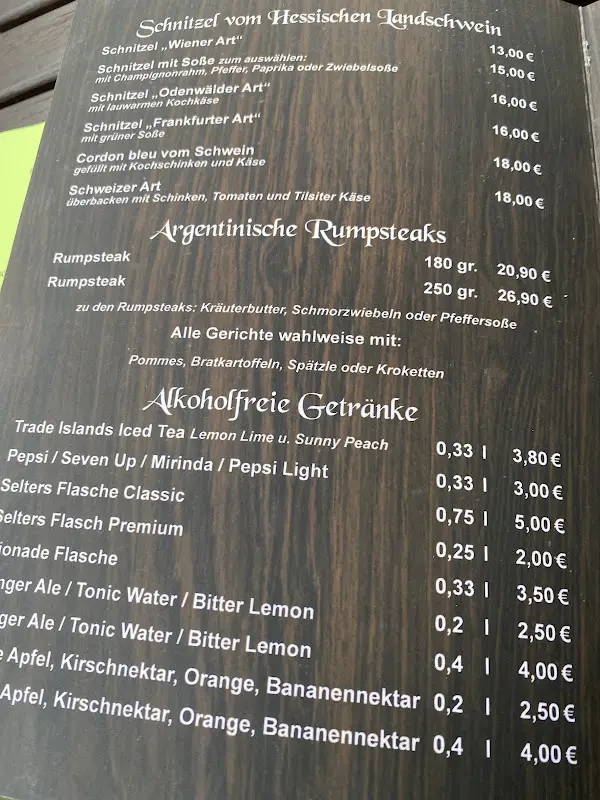 Schnitzel vom Hessischen Landschwein
Schnitzel „Wiener Art“ 13,00 €
Schnitzel mit Soße zum auswählen: 15,00 €
mit Champignonrahm, Pfeffer, Paprika oder Zwiebelsoße
Schnitzel „Odenwälder Art“ 16,00 €
mit lauwarmen Kochkäse
Schnitzel „Frankfurter Art“ 16,00 €
mit grüner Soße
Cordon bleu vom Schwein 18,00 €
gefüllt mit Kochschinken und Käse
Schweizer Art 18,00 €
überbacken mit Schinken, Tomaten und Tilsiter Käse
Argentinische Rumpsteaks
Rumpsteak 180 gr. 20,90 €
Rumpsteak 250 gr. 26,90 €
zu den Rumpsteaks: Kräuterbutter, Schmorzwiebeln oder Pfeffersoße
Alle Gerichte wahlweise mit:
Pommes, Bratkartoffeln, Spätzle oder Kroketten
Alkoholfreie Getränke
Trade Islands Iced Tea Lemon Lime u. Sunny Peach 0,33 l 3,80 €
Pepsi / Seven Up / Mirinda / Pepsi Light 0,33 l 3,00 €
Selters Flasche Classic 0,75 l 5,00 €
Selters Flasch Premium 0,25 l 2,00 €
ionade Flasche 0,33 l 3,50 €
nger Ale / Tonic Water / Bitter Lemon 0,2 l 2,50 €
ger Ale / Tonic Water / Bitter Lemon 0,4 l 4,00 €
e Apfel, Kirschnektar, Orange, Bananennektar 0,2 l 2,50 €
Apfel, Kirschnektar, Orange, Bananennektar 0,4 l 4,00 €